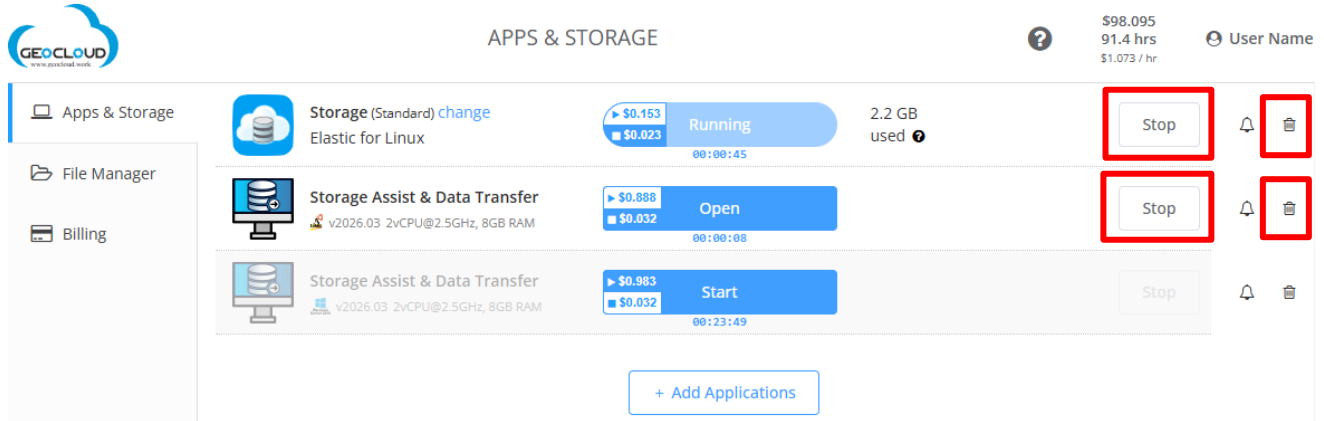 GEOCLOUD
www.geocloud.work
APPS & STORAGE
?
$98.095
91.4 hrs
$1.073 / hr
User Name
Apps & Storage
File Manager
Billing
Storage (Standard) change
Elastic for Linux
$0.153
$0.023
Running
00:00:45
2.2 GB
used ?
Stop
Storage Assist & Data Transfer
v2026.03 2vCPU@2.5GHz, 8GB RAM
$0.888
$0.032
Open
00:00:08
Stop
Storage Assist & Data Transfer
v2026.03 2vCPU@2.5GHz, 8GB RAM
$0.983
$0.032
Start
00:23:49
Stop
+ Add Applications